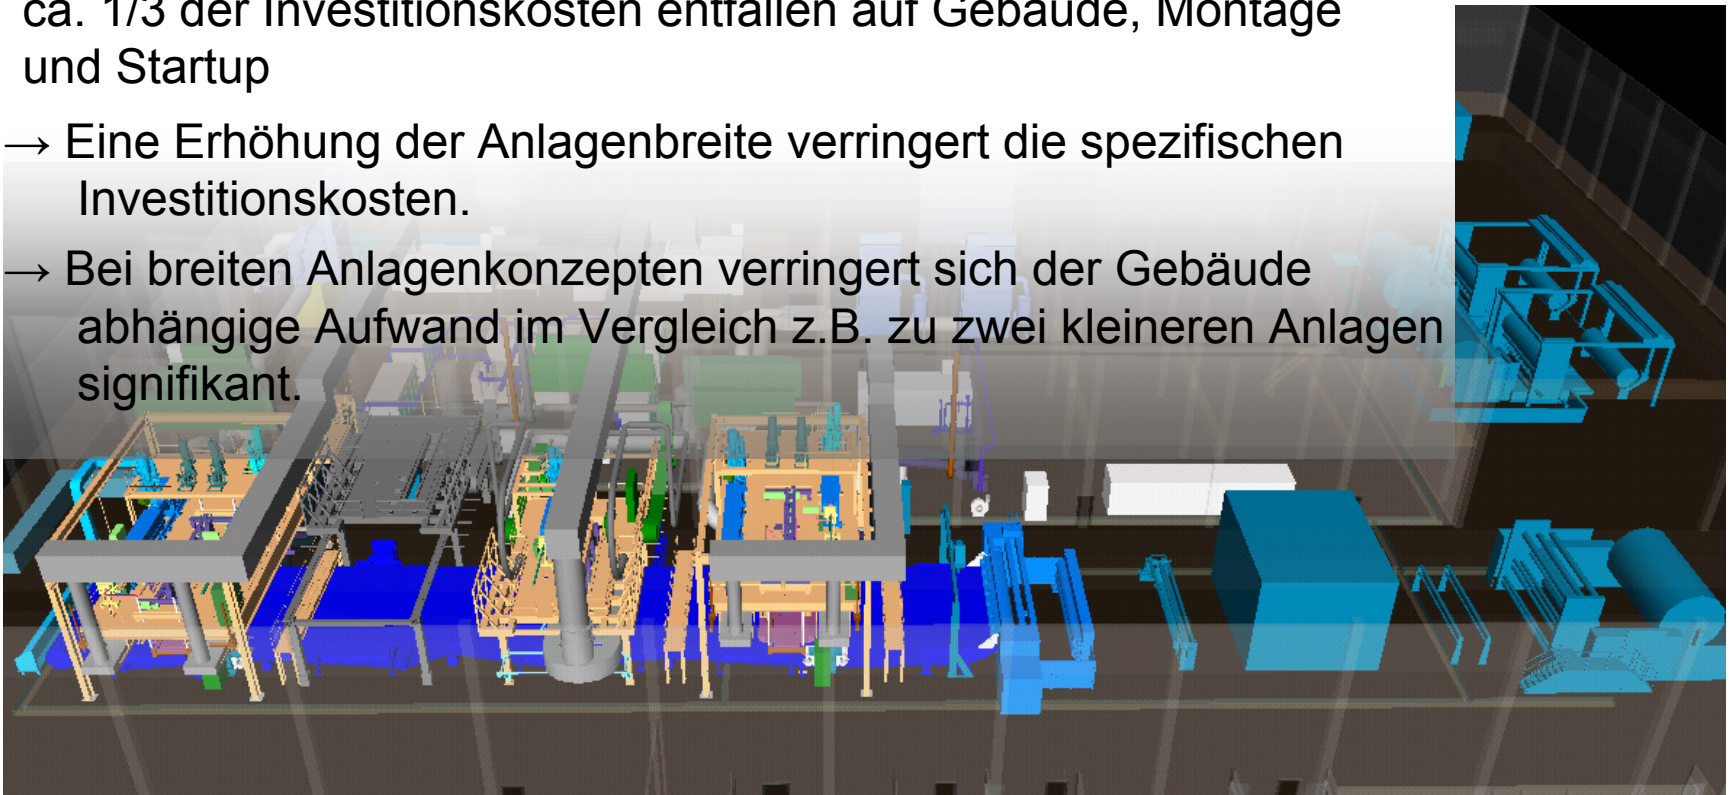 ca. 1/3 der Investitionskosten entfallen auf Gebäude, Montage
und Startup
→ Eine Erhöhung der Anlagenbreite verringert die spezifischen
Investitionskosten.
→ Bei breiten Anlagenkonzepten verringert sich der Gebäude
abhängige Aufwand im Vergleich z.B. zu zwei kleineren Anlagen
signifikant.